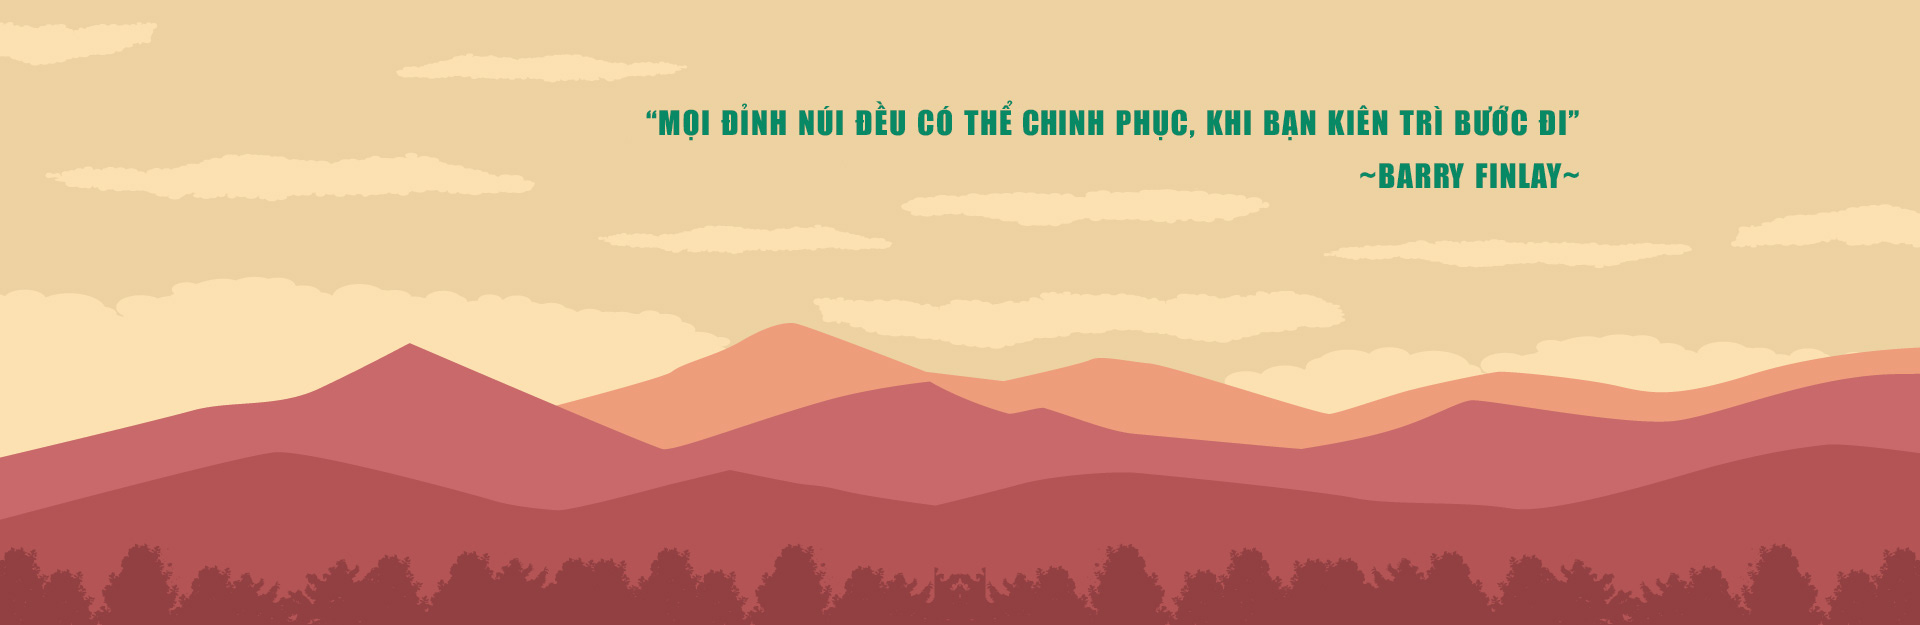 “MỌI ĐỈNH NÚI ĐỀU CÓ THỂ CHINH PHỤC, KHI BẠN KIÊN TRÌ BƯỚC ĐI”
~BARRY FINLAY~